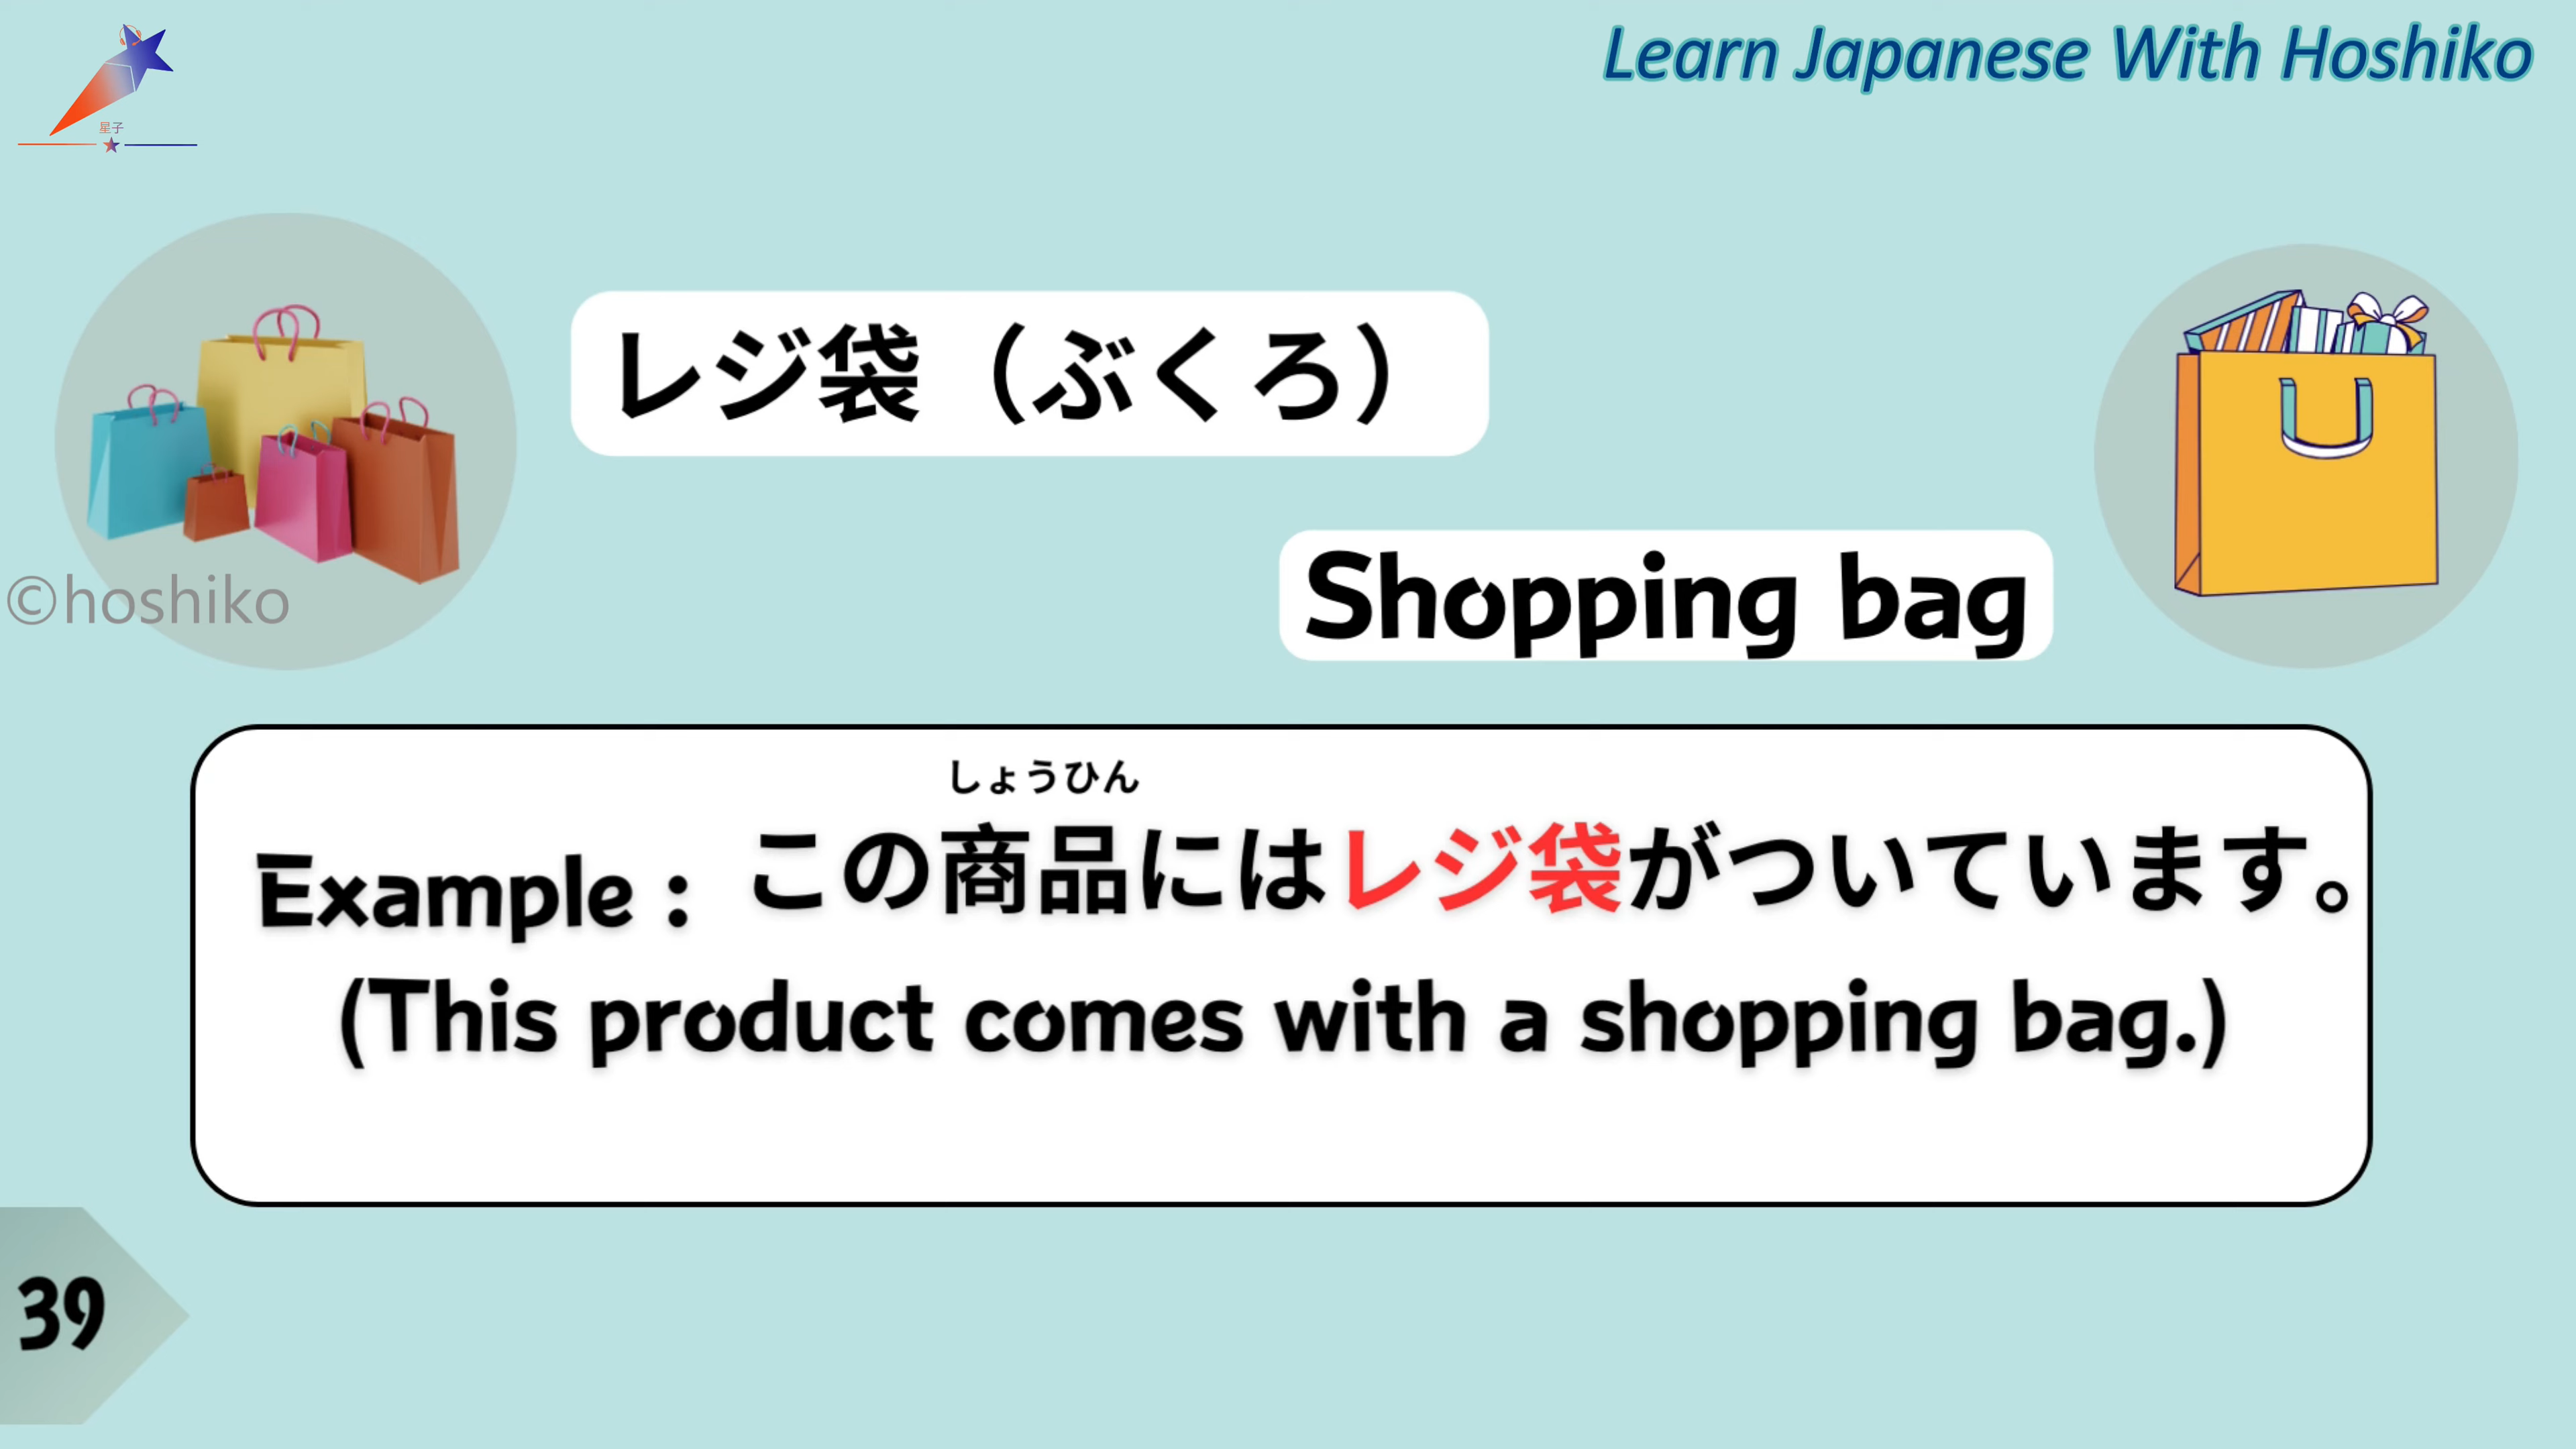 Learn Japanese With Hoshiko
星子
レジ袋（ぶくろ）
Shopping bag
©hoshiko
しょうひん
Example : この商品にはレジ袋がついています。
(This product comes with a shopping bag.)
39